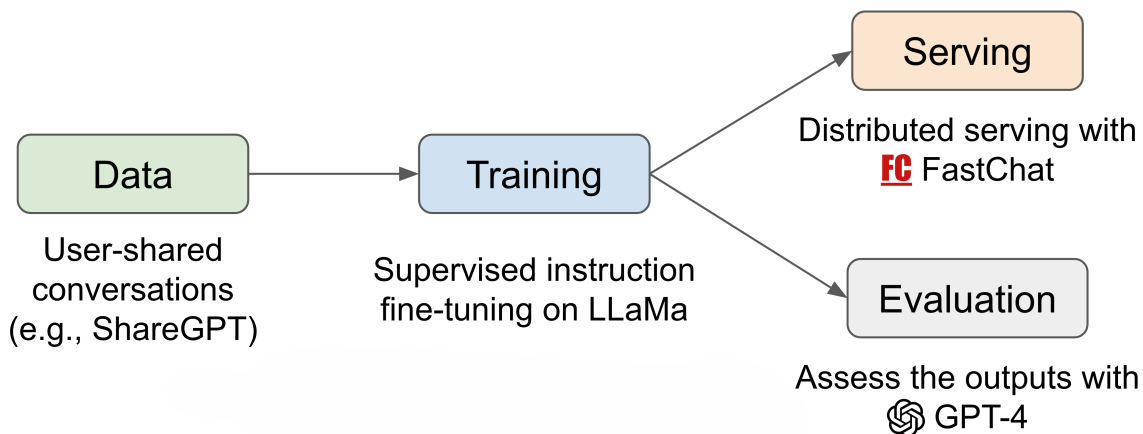 Data
User-shared
conversations
(e.g., ShareGPT)
Training
Supervised instruction
fine-tuning on LLaMa
Serving
Distributed serving with
FC FastChat
Evaluation
Assess the outputs with
GPT-4